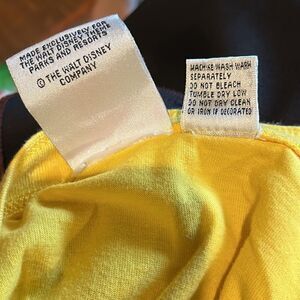 MADE EXCLUSIVELY FOR
THE WALT DISNEY THEME
PARKS AND RESORTS
© THE WALT DISNEY
COMPANY
MACHINE WASH WARM
SEPARATELY
DO NOT BLEACH
TUMBLE DRY LOW
DO NOT DRY CLEAN
OR IRON IF DECORATED